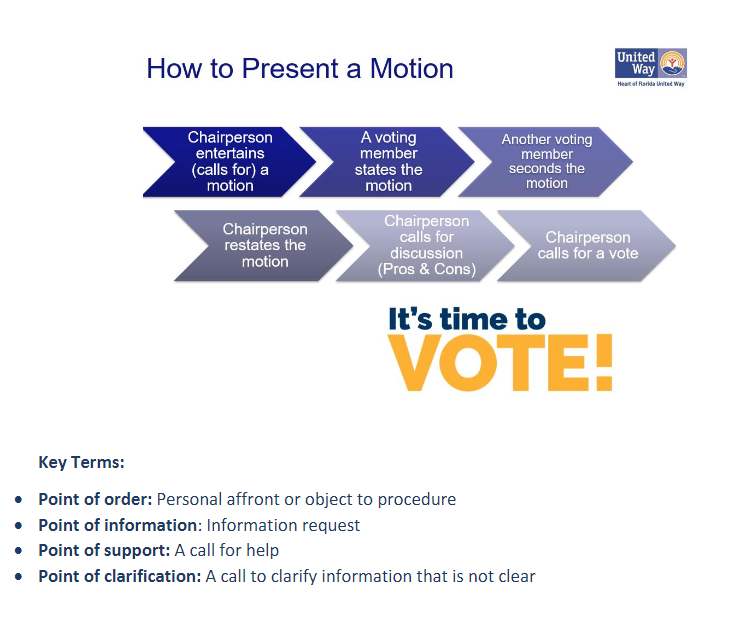 How to Present a Motion
United
Way
Heart of Florida United Way
Chairperson
entertains
(calls for) a
motion
A voting
member
states the
motion
Another voting
member
seconds the
motion
Chairperson
restates the
motion
Chairperson
calls for
discussion
(Pros & Cons)
Chairperson
calls for a vote
It's time to
VOTE!
Key Terms:
• Point of order: Personal affront or object to procedure
• Point of information: Information request
• Point of support: A call for help
• Point of clarification: A call to clarify information that is not clear